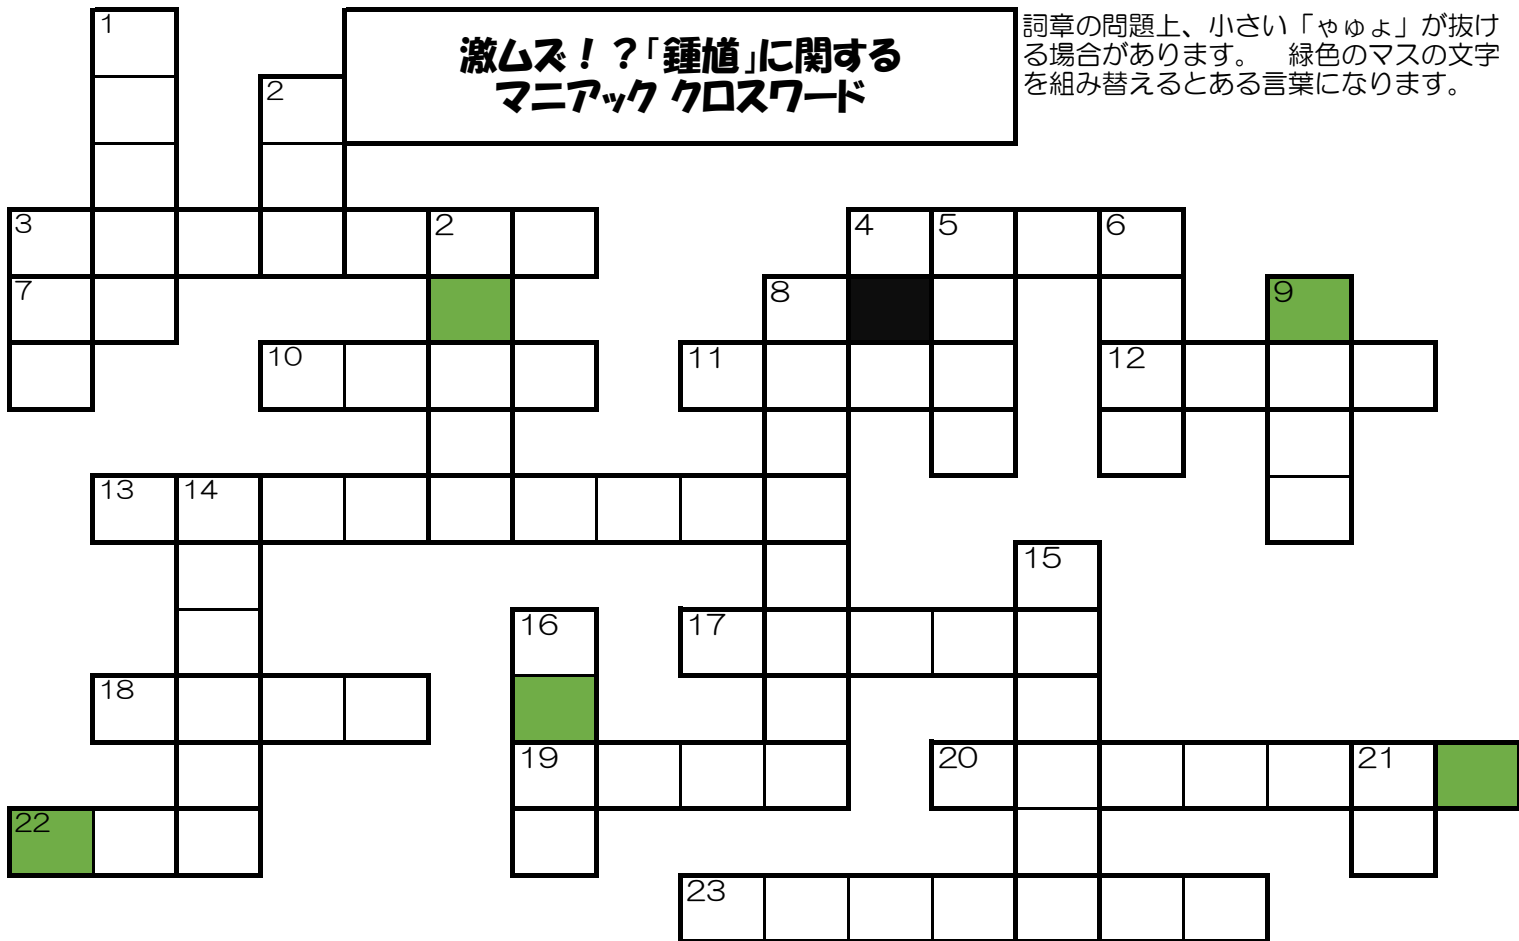 激ムズ！？「鍾馗」に関する
マニアック クロスワード
詞章の問題上、小さい「ゃゅょ」が抜け
る場合があります。　緑色のマスの文字
を組み替えるとある言葉になります。
1
2
3 2 4 5 6
7 8 9
10 11 12
13 14
15
16 17
18
19 20 21
22
23